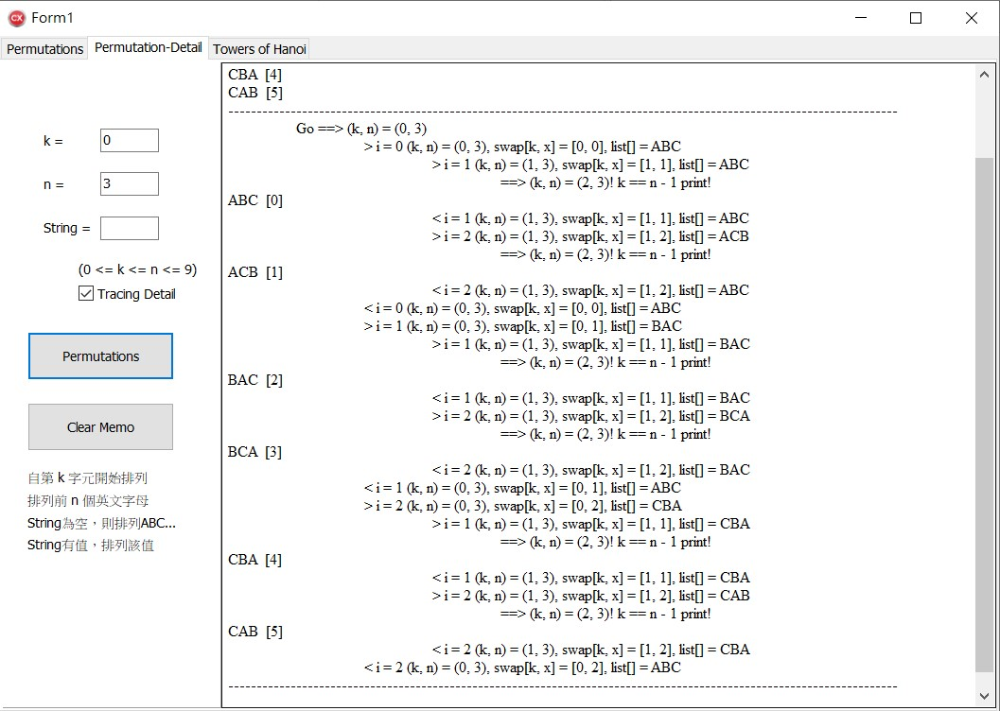 Form1
Permutations Permutation-Detail Towers of Hanoi
k = 0
n = 3
String =
(0 <= k <= n <= 9)
Tracing Detail
Permutations
Clear Memo
自第 k 字元開始排列
排列前 n 個英文字母
String為空，則排列ABC...
String有值，排列該值
CBA [4]
CAB [5]
--------------------------------------------------------------------------------
Go ==> (k, n) = (0, 3)
> i = 0 (k, n) = (0, 3), swap[k, x] = [0, 0], list[] = ABC
> i = 1 (k, n) = (1, 3), swap[k, x] = [1, 1], list[] = ABC
==> (k, n) = (2, 3)! k == n - 1 print!
ABC [0]
< i = 1 (k, n) = (1, 3), swap[k, x] = [1, 1], list[] = ABC
> i = 2 (k, n) = (1, 3), swap[k, x] = [1, 2], list[] = ACB
==> (k, n) = (2, 3)! k == n - 1 print!
ACB [1]
< i = 2 (k, n) = (1, 3), swap[k, x] = [1, 2], list[] = ABC
< i = 0 (k, n) = (0, 3), swap[k, x] = [0, 0], list[] = ABC
> i = 1 (k, n) = (0, 3), swap[k, x] = [0, 1], list[] = BAC
> i = 1 (k, n) = (1, 3), swap[k, x] = [1, 1], list[] = BAC
==> (k, n) = (2, 3)! k == n - 1 print!
BAC [2]
< i = 1 (k, n) = (1, 3), swap[k, x] = [1, 1], list[] = BAC
> i = 2 (k, n) = (1, 3), swap[k, x] = [1, 2], list[] = BCA
==> (k, n) = (2, 3)! k == n - 1 print!
BCA [3]
< i = 2 (k, n) = (1, 3), swap[k, x] = [1, 2], list[] = BAC
< i = 1 (k, n) = (0, 3), swap[k, x] = [0, 1], list[] = ABC
> i = 2 (k, n) = (0, 3), swap[k, x] = [0, 2], list[] = CBA
> i = 1 (k, n) = (1, 3), swap[k, x] = [1, 1], list[] = CBA
==> (k, n) = (2, 3)! k == n - 1 print!
CBA [4]
< i = 1 (k, n) = (1, 3), swap[k, x] = [1, 1], list[] = CBA
> i = 2 (k, n) = (1, 3), swap[k, x] = [1, 2], list[] = CAB
==> (k, n) = (2, 3)! k == n - 1 print!
CAB [5]
< i = 2 (k, n) = (1, 3), swap[k, x] = [1, 2], list[] = CBA
< i = 2 (k, n) = (0, 3), swap[k, x] = [0, 2], list[] = ABC
--------------------------------------------------------------------------------